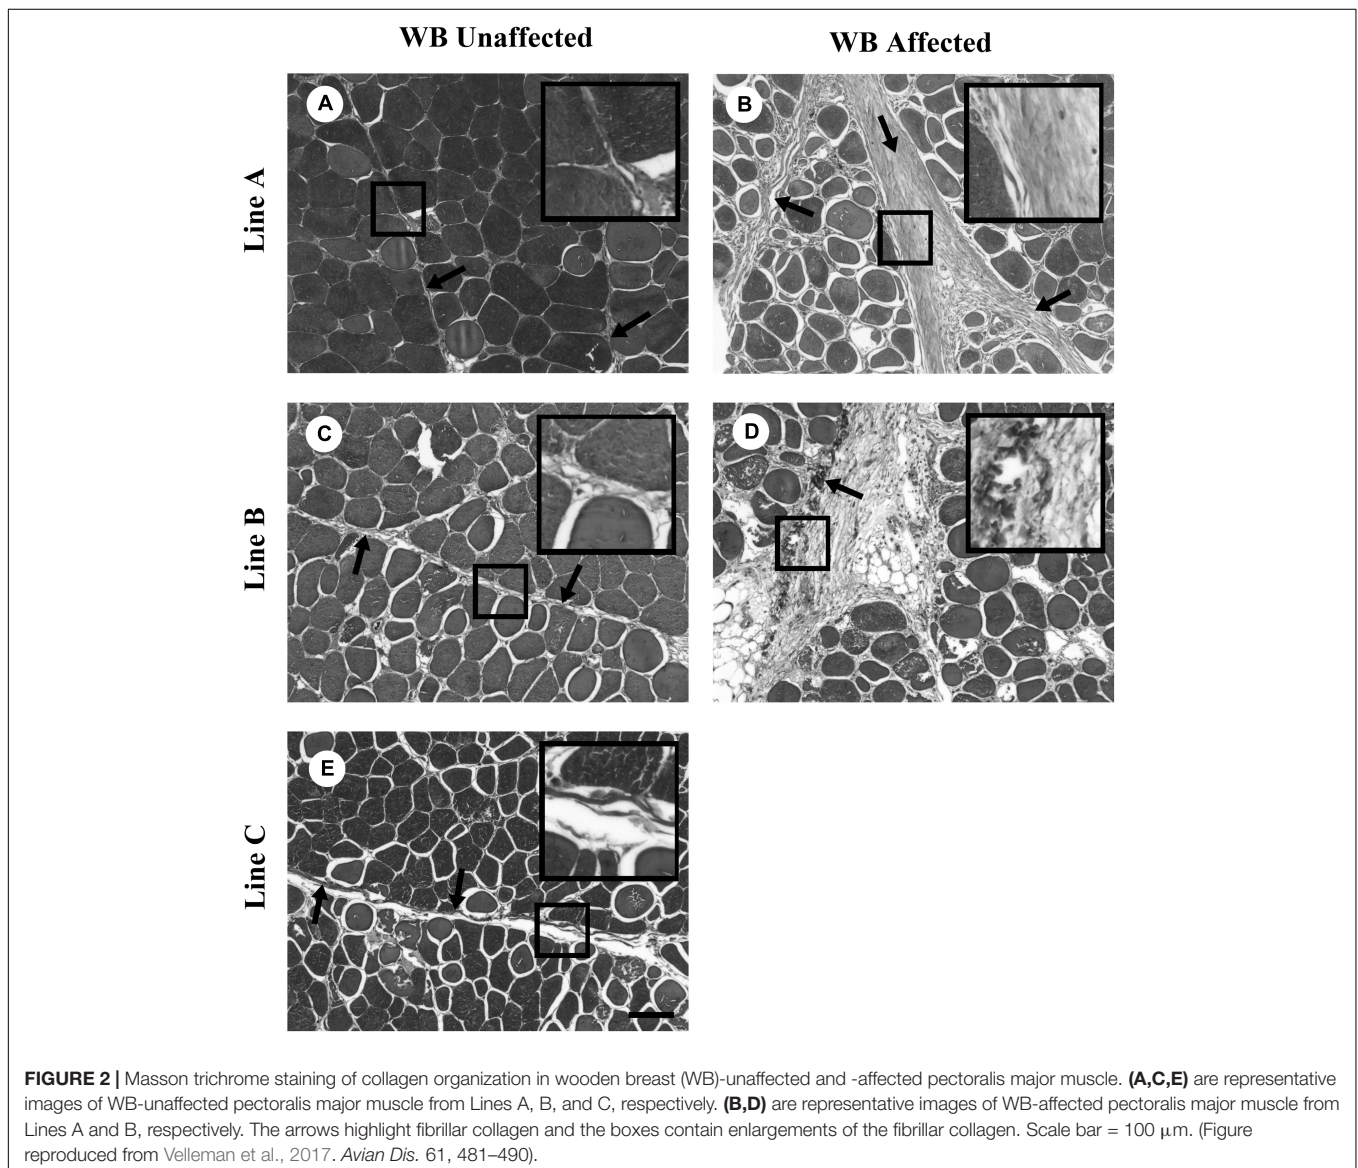 WB Unaffected
WB Affected
Line A
A
B
Line B
C
D
Line C
E
FIGURE 2 | Masson trichrome staining of collagen organization in wooden breast (WB)-unaffected and -affected pectoralis major muscle. (A,C,E) are representative
images of WB-unaffected pectoralis major muscle from Lines A, B, and C, respectively. (B,D) are representative images of WB-affected pectoralis major muscle from
Lines A and B, respectively. The arrows highlight fibrillar collagen and the boxes contain enlargements of the fibrillar collagen. Scale bar = 100 μm. (Figure
reproduced from Velleman et al., 2017. Avian Dis. 61, 481–490).